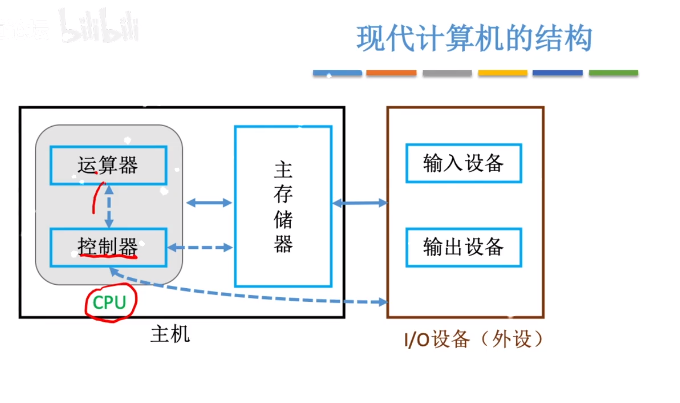 bilibili
现代计算机的结构
运算器
控制器
CPU
主存储器
主机
输入设备
输出设备
I/O设备（外设）